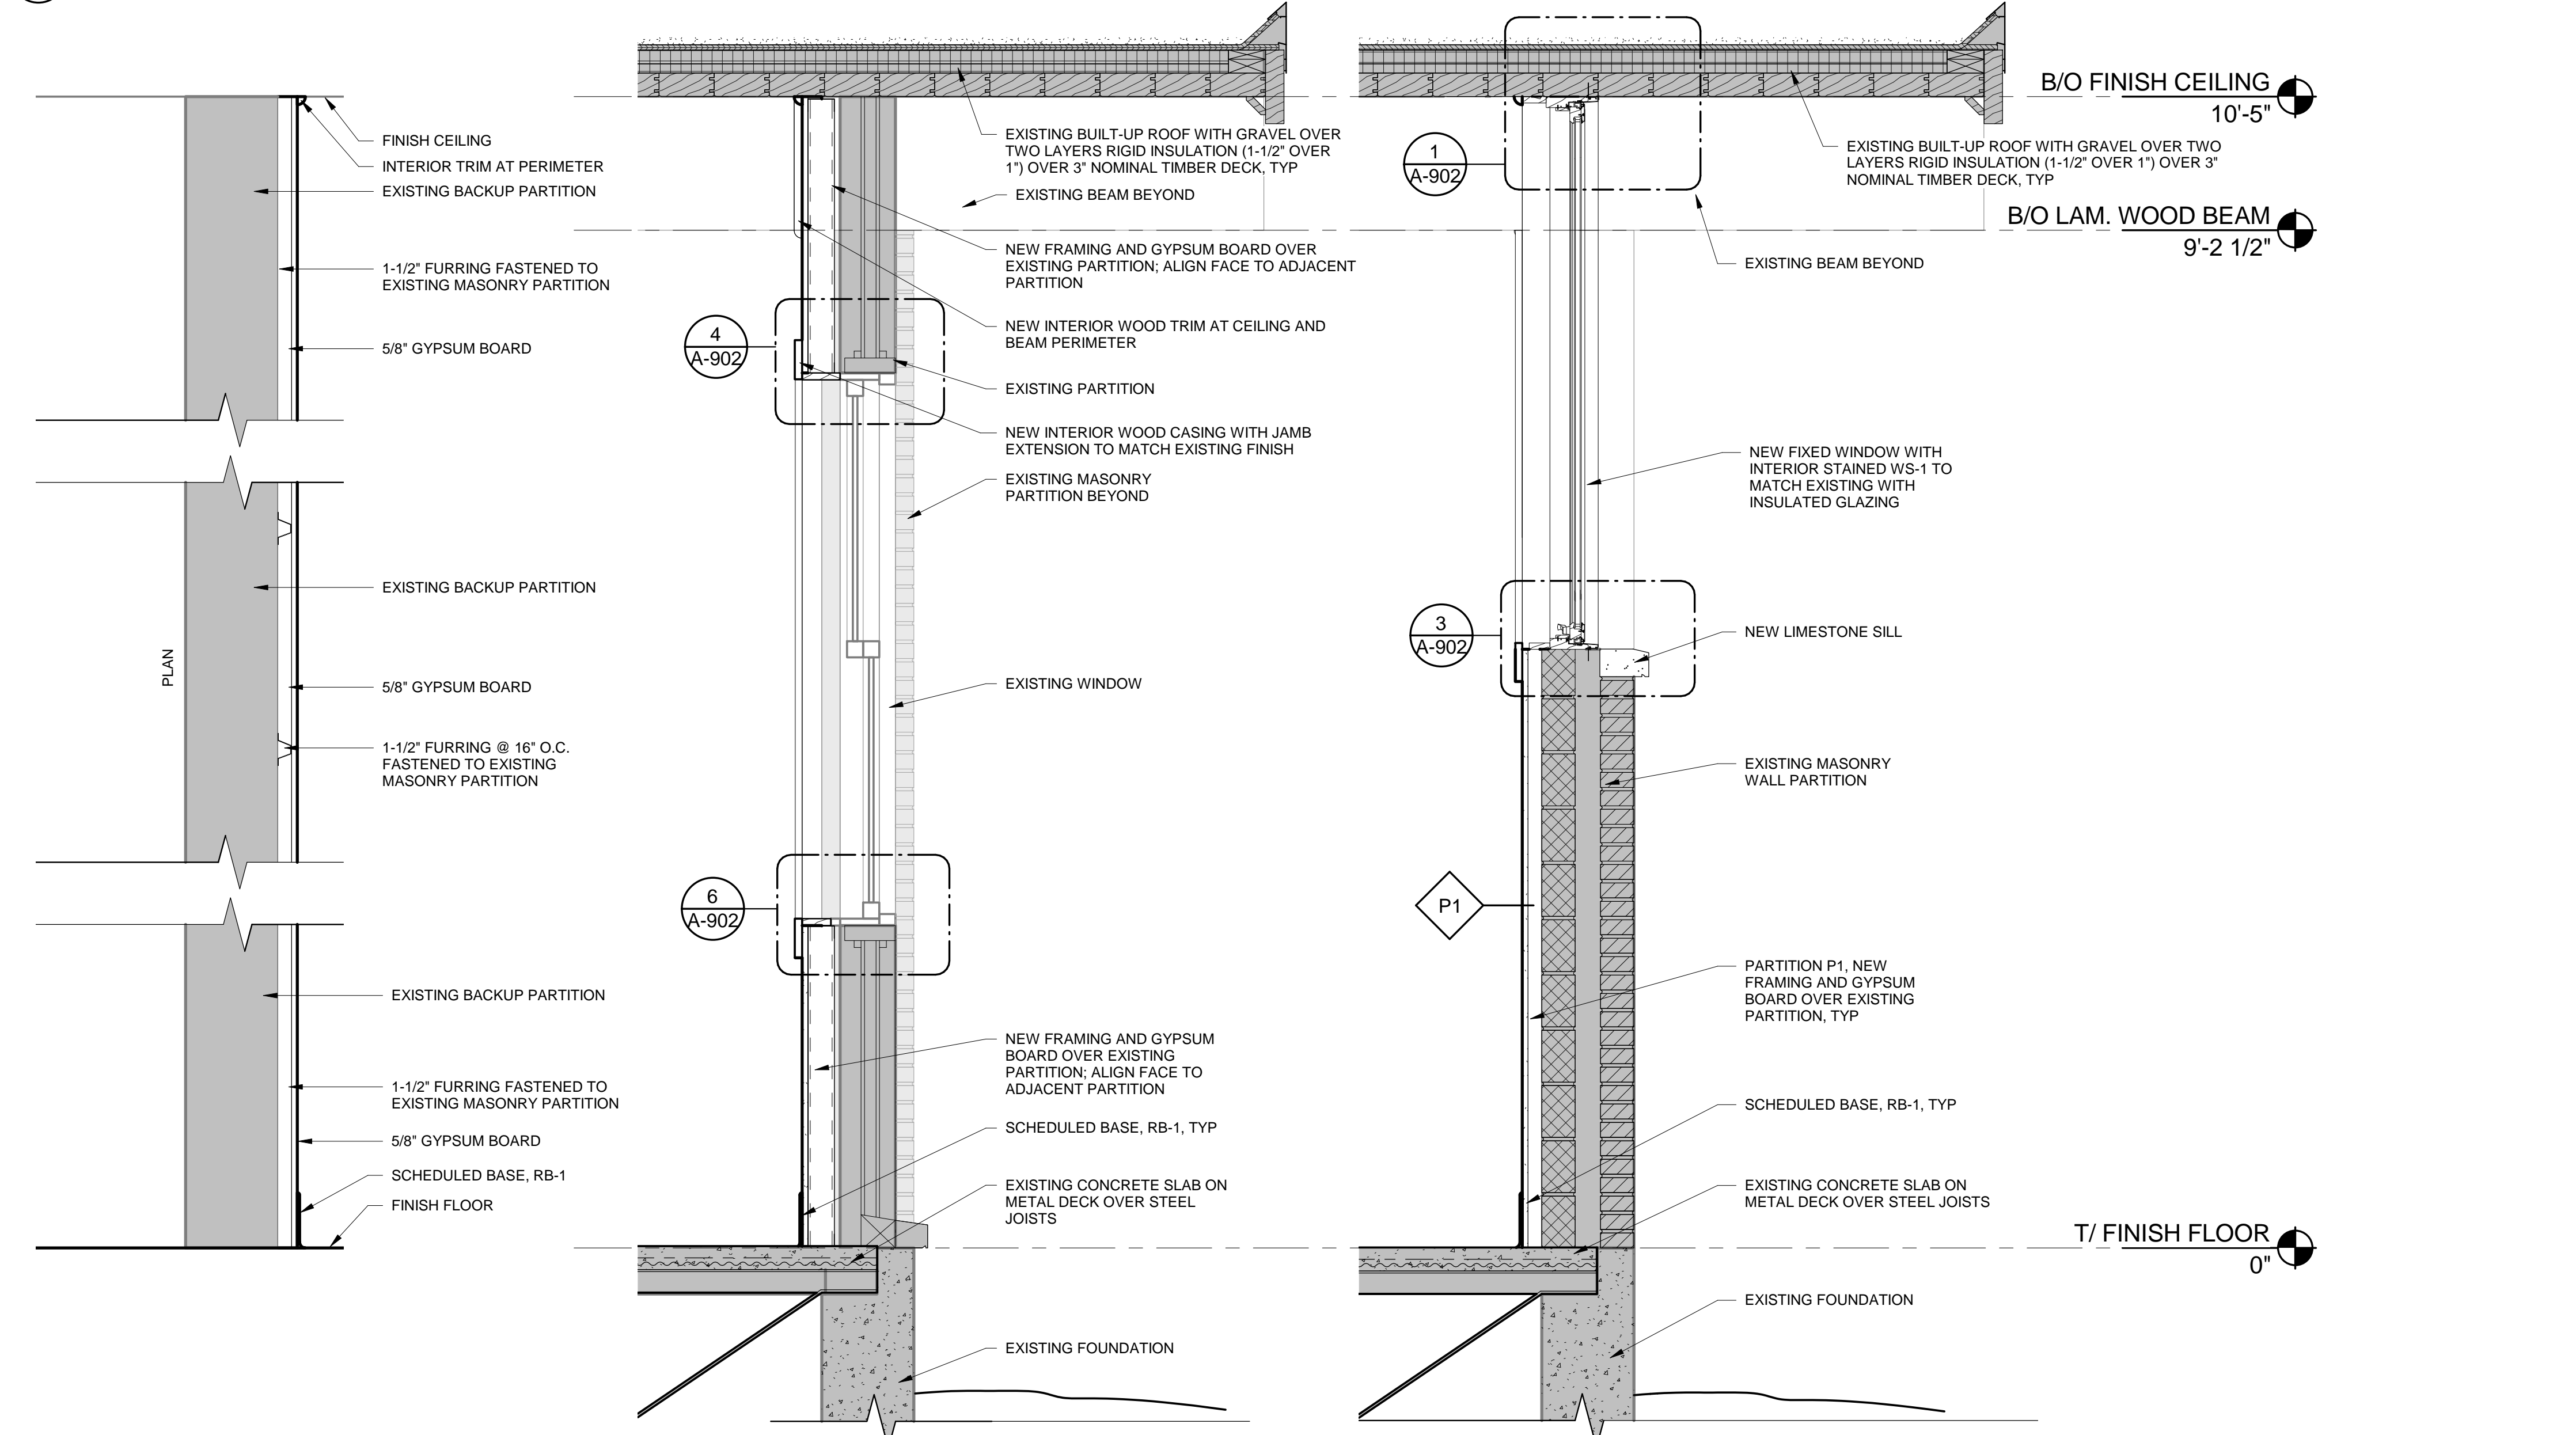 FINISH CEILING
INTERIOR TRIM AT PERIMETER
EXISTING BACKUP PARTITION
1-1/2" FURRING FASTENED TO
EXISTING MASONRY PARTITION
5/8" GYPSUM BOARD
PLAN
EXISTING BACKUP PARTITION
5/8" GYPSUM BOARD
1-1/2" FURRING @ 16" O.C.
FASTENED TO EXISTING
MASONRY PARTITION
EXISTING BACKUP PARTITION
1-1/2" FURRING FASTENED TO
EXISTING MASONRY PARTITION
5/8" GYPSUM BOARD
SCHEDULED BASE, RB-1
FINISH FLOOR
EXISTING BUILT-UP ROOF WITH GRAVEL OVER
TWO LAYERS RIGID INSULATION (1-1/2" OVER
1") OVER 3" NOMINAL TIMBER DECK, TYP
EXISTING BEAM BEYOND
NEW FRAMING AND GYPSUM BOARD OVER
EXISTING PARTITION; ALIGN FACE TO ADJACENT
PARTITION
4
A-902
NEW INTERIOR WOOD TRIM AT CEILING AND
BEAM PERIMETER
EXISTING PARTITION
NEW INTERIOR WOOD CASING WITH JAMB
EXTENSION TO MATCH EXISTING FINISH
EXISTING MASONRY
PARTITION BEYOND
EXISTING WINDOW
6
A-902
NEW FRAMING AND GYPSUM
BOARD OVER EXISTING
PARTITION; ALIGN FACE TO
ADJACENT PARTITION
SCHEDULED BASE, RB-1, TYP
EXISTING CONCRETE SLAB ON
METAL DECK OVER STEEL
JOISTS
EXISTING FOUNDATION
1
A-902
EXISTING BUILT-UP ROOF WITH GRAVEL OVER TWO
LAYERS RIGID INSULATION (1-1/2" OVER 1") OVER 3"
NOMINAL TIMBER DECK, TYP
EXISTING BEAM BEYOND
NEW FIXED WINDOW WITH
INTERIOR STAINED WS-1 TO
MATCH EXISTING WITH
INSULATED GLAZING
3
A-902
NEW LIMESTONE SILL
EXISTING MASONRY
WALL PARTITION
P1
PARTITION P1, NEW
FRAMING AND GYPSUM
BOARD OVER EXISTING
PARTITION, TYP
SCHEDULED BASE, RB-1, TYP
EXISTING CONCRETE SLAB ON
METAL DECK OVER STEEL JOISTS
EXISTING FOUNDATION
B/O FINISH CEILING
10'-5"
B/O LAM. WOOD BEAM
9'-2 1/2"
T/ FINISH FLOOR
0"